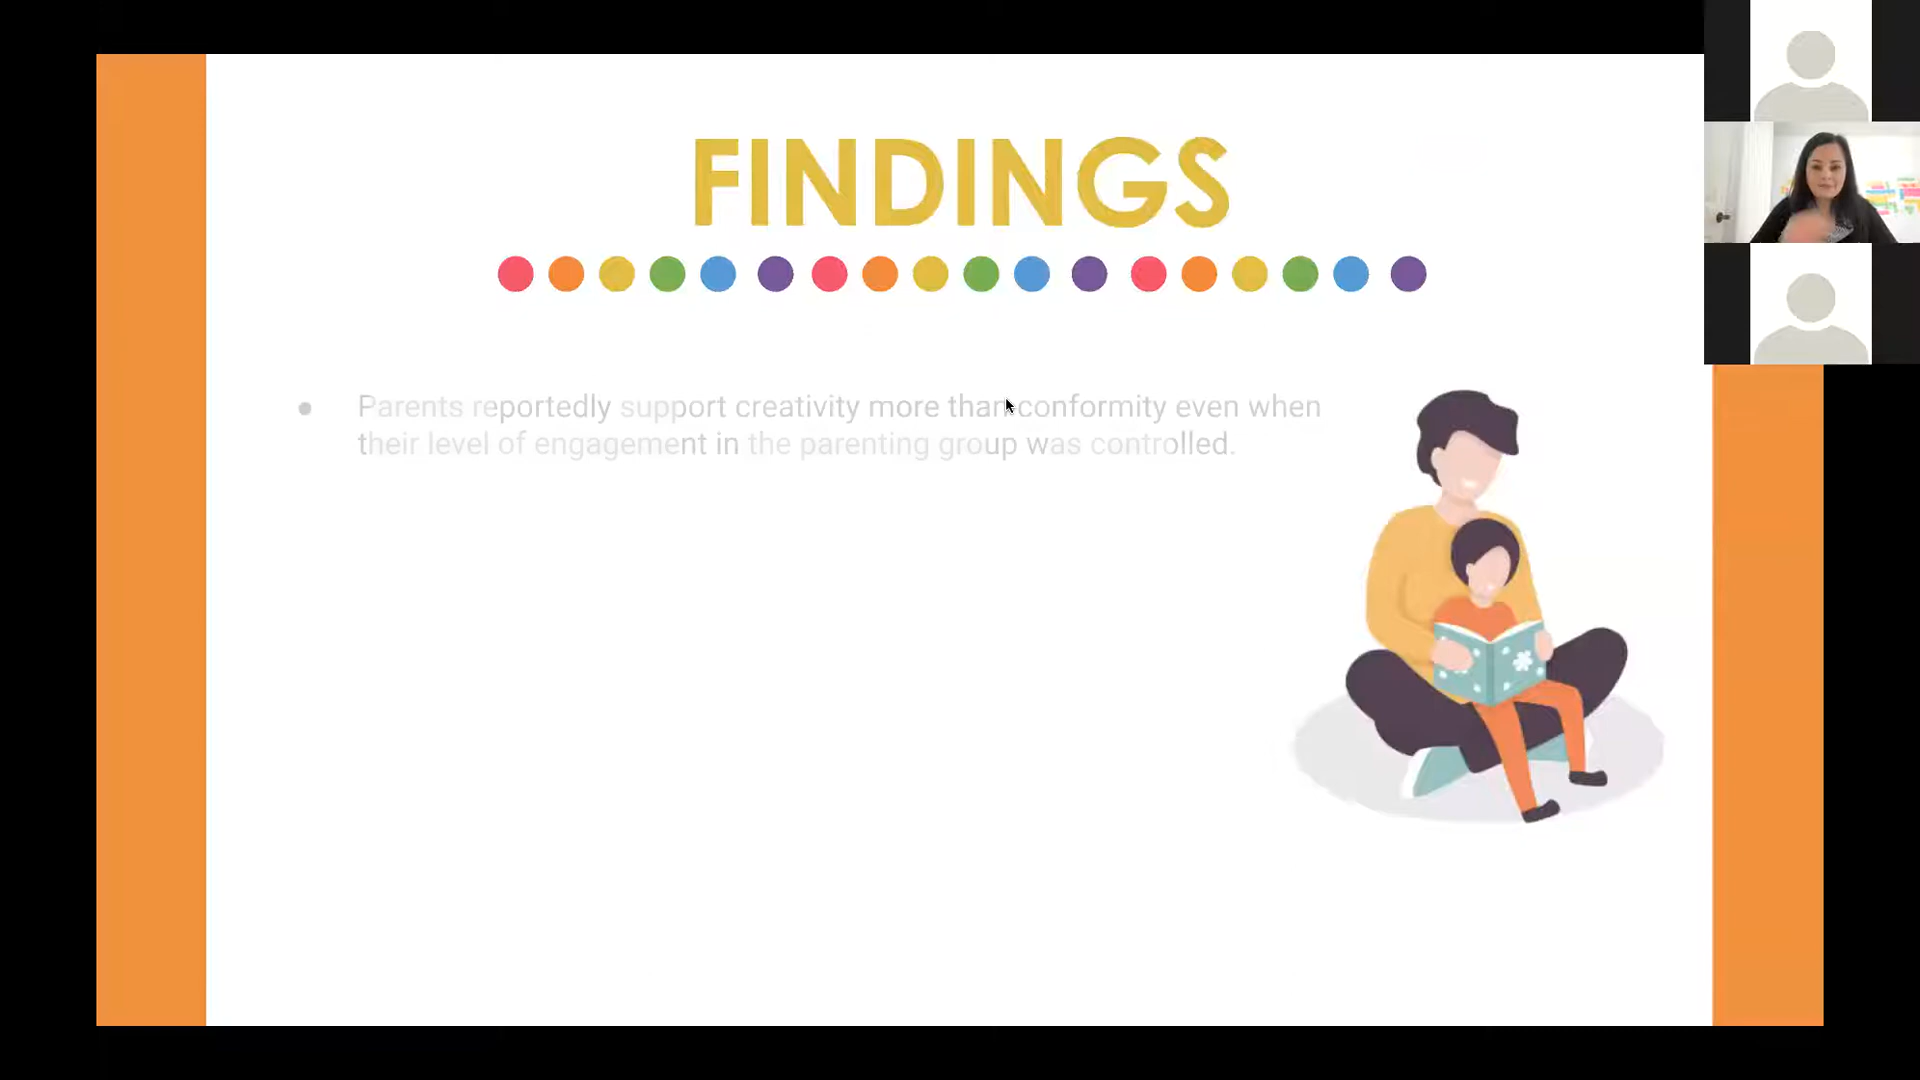 FINDINGS
Parents reportedly support creativity more than conformity even when
their level of engagement in the parenting group was controlled.